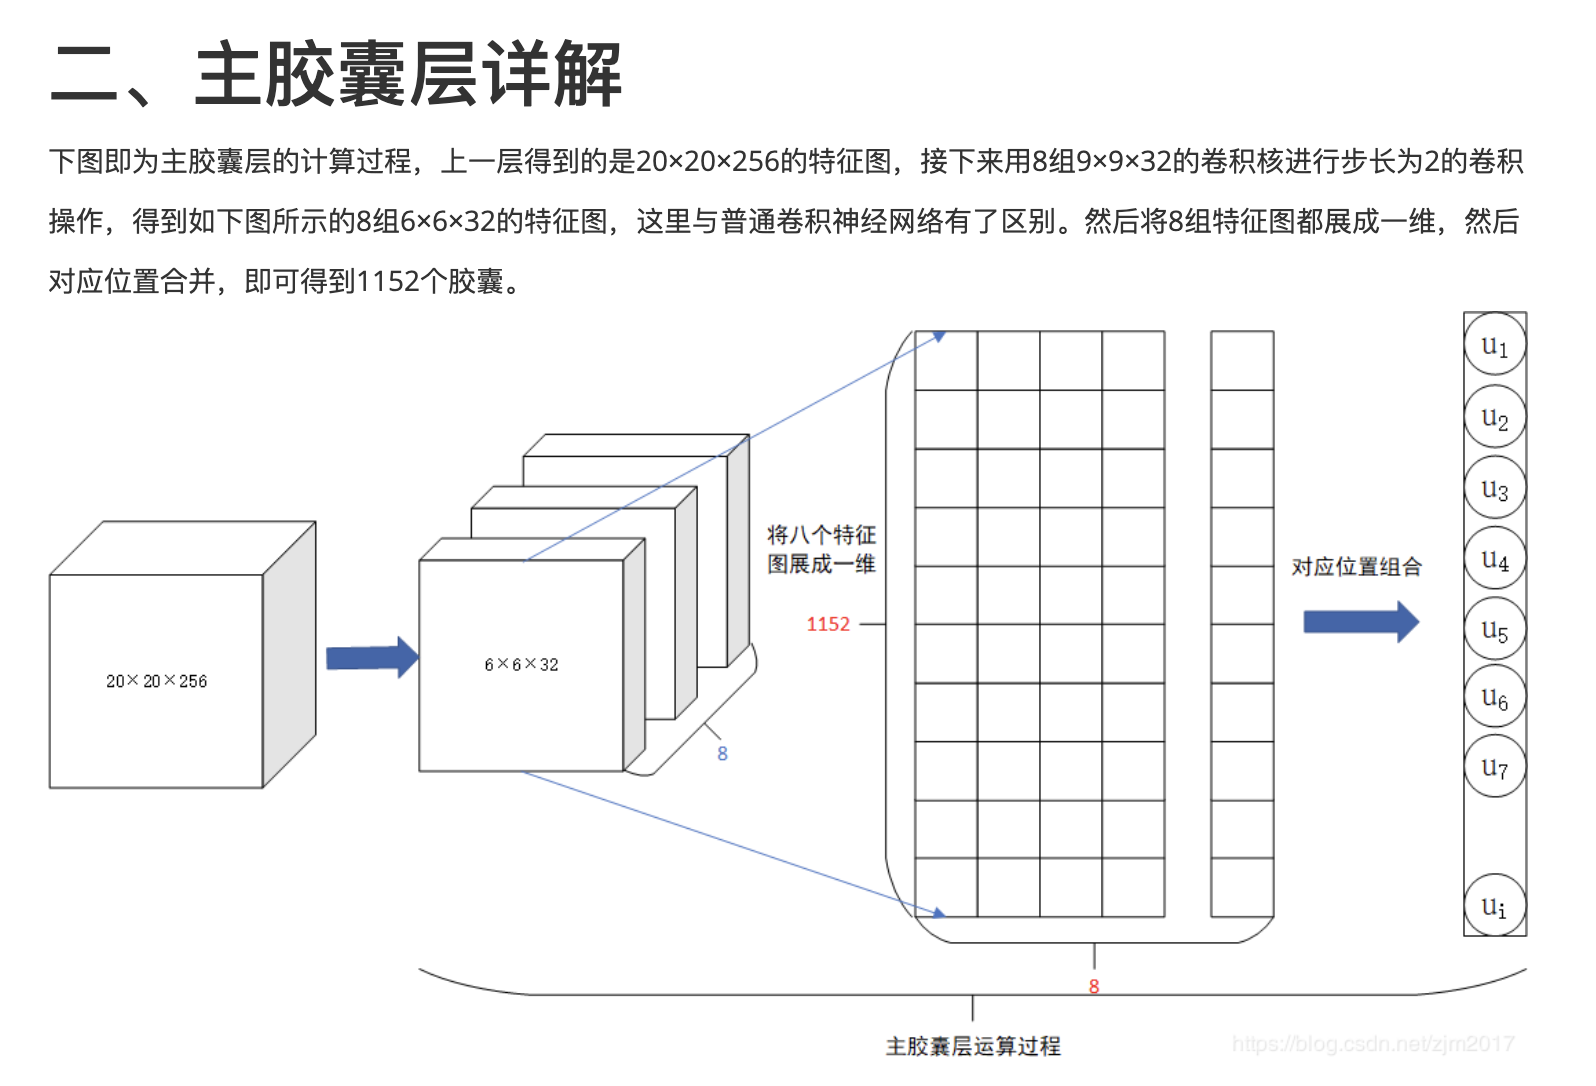 二、主胶囊层详解
下图即为主胶囊层的计算过程，上一层得到的是20×20×256的特征图，接下来用8组9×9×32的卷积核进行步长为2的卷积
操作，得到如下图所示的8组6×6×32的特征图，这里与普通卷积神经网络有了区别。然后将8组特征图都展成一维，然后
对应位置合并，即可得到1152个胶囊。
20×20×256
6×6×32
8
将八个特征
图展成一维
1152
8
对应位置组合
u1
u2
u3
u4
u5
u6
u7
ui
主胶囊层运算过程
https://blog.csdn.net/zjm2017